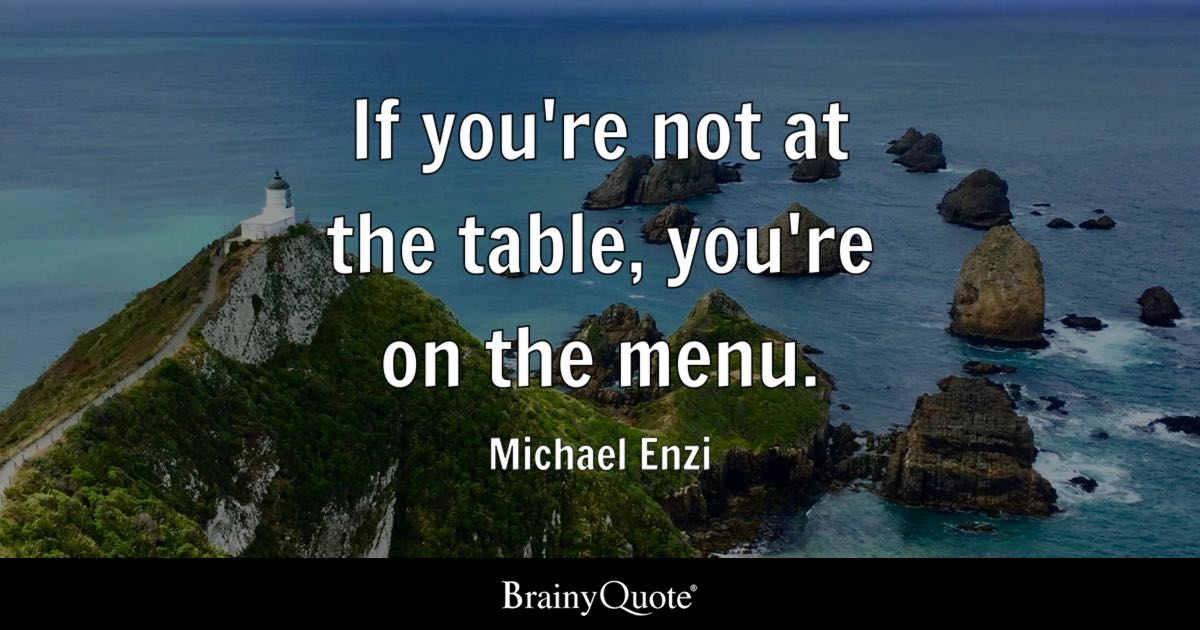 If you're not at
the table, you're
on the menu.
Michael Enzi
BrainyQuote®